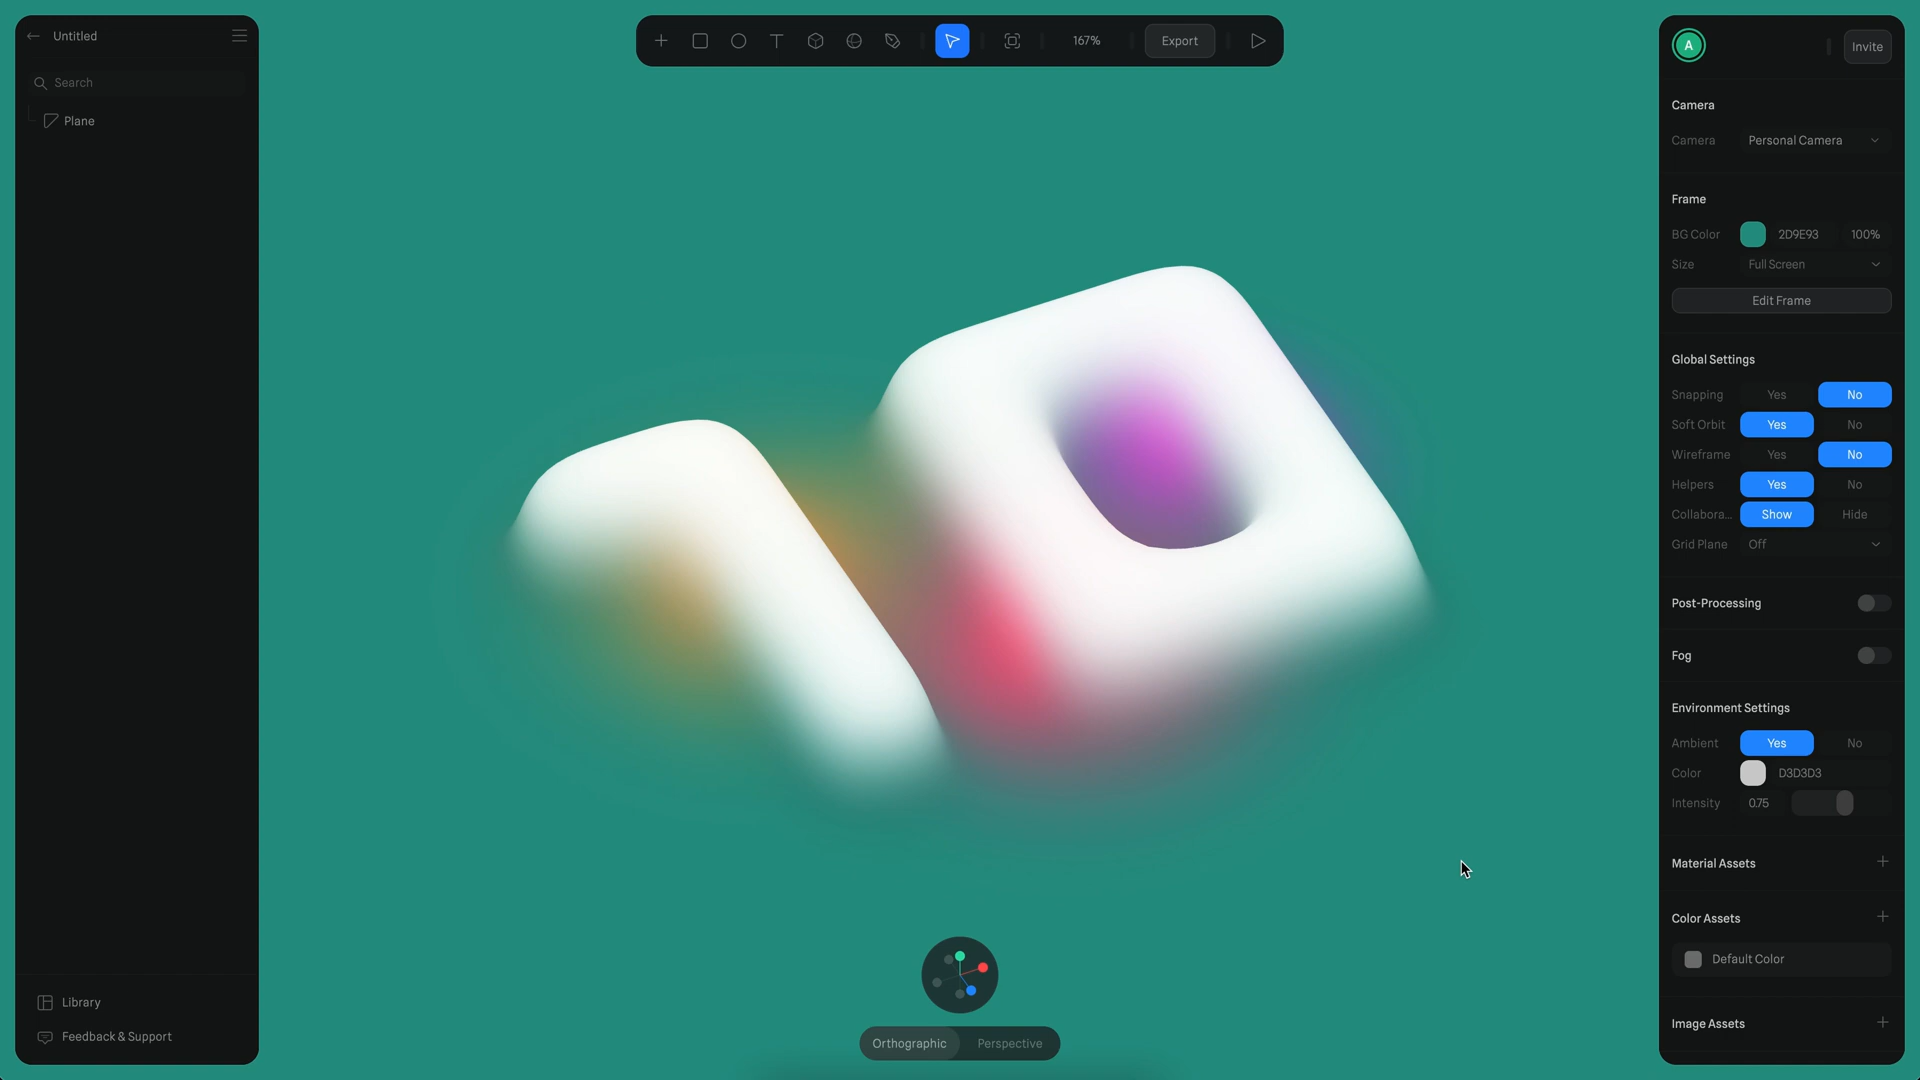 Untitled
Search
Plane
Library
Feedback & Support
167%
Export
Orthographic
Perspective
A
Invite
Camera
Camera Personal Camera
Frame
BG Color 2D9E93 100%
Size Full Screen
Edit Frame
Global Settings
Snapping Yes No
Soft Orbit Yes No
Wireframe Yes No
Helpers Yes No
Collabora... Show Hide
Grid Plane Off
Post-Processing
Fog
Environment Settings
Ambient Yes No
Color D3D3D3
Intensity 0.75
Material Assets
Color Assets
Default Color
Image Assets